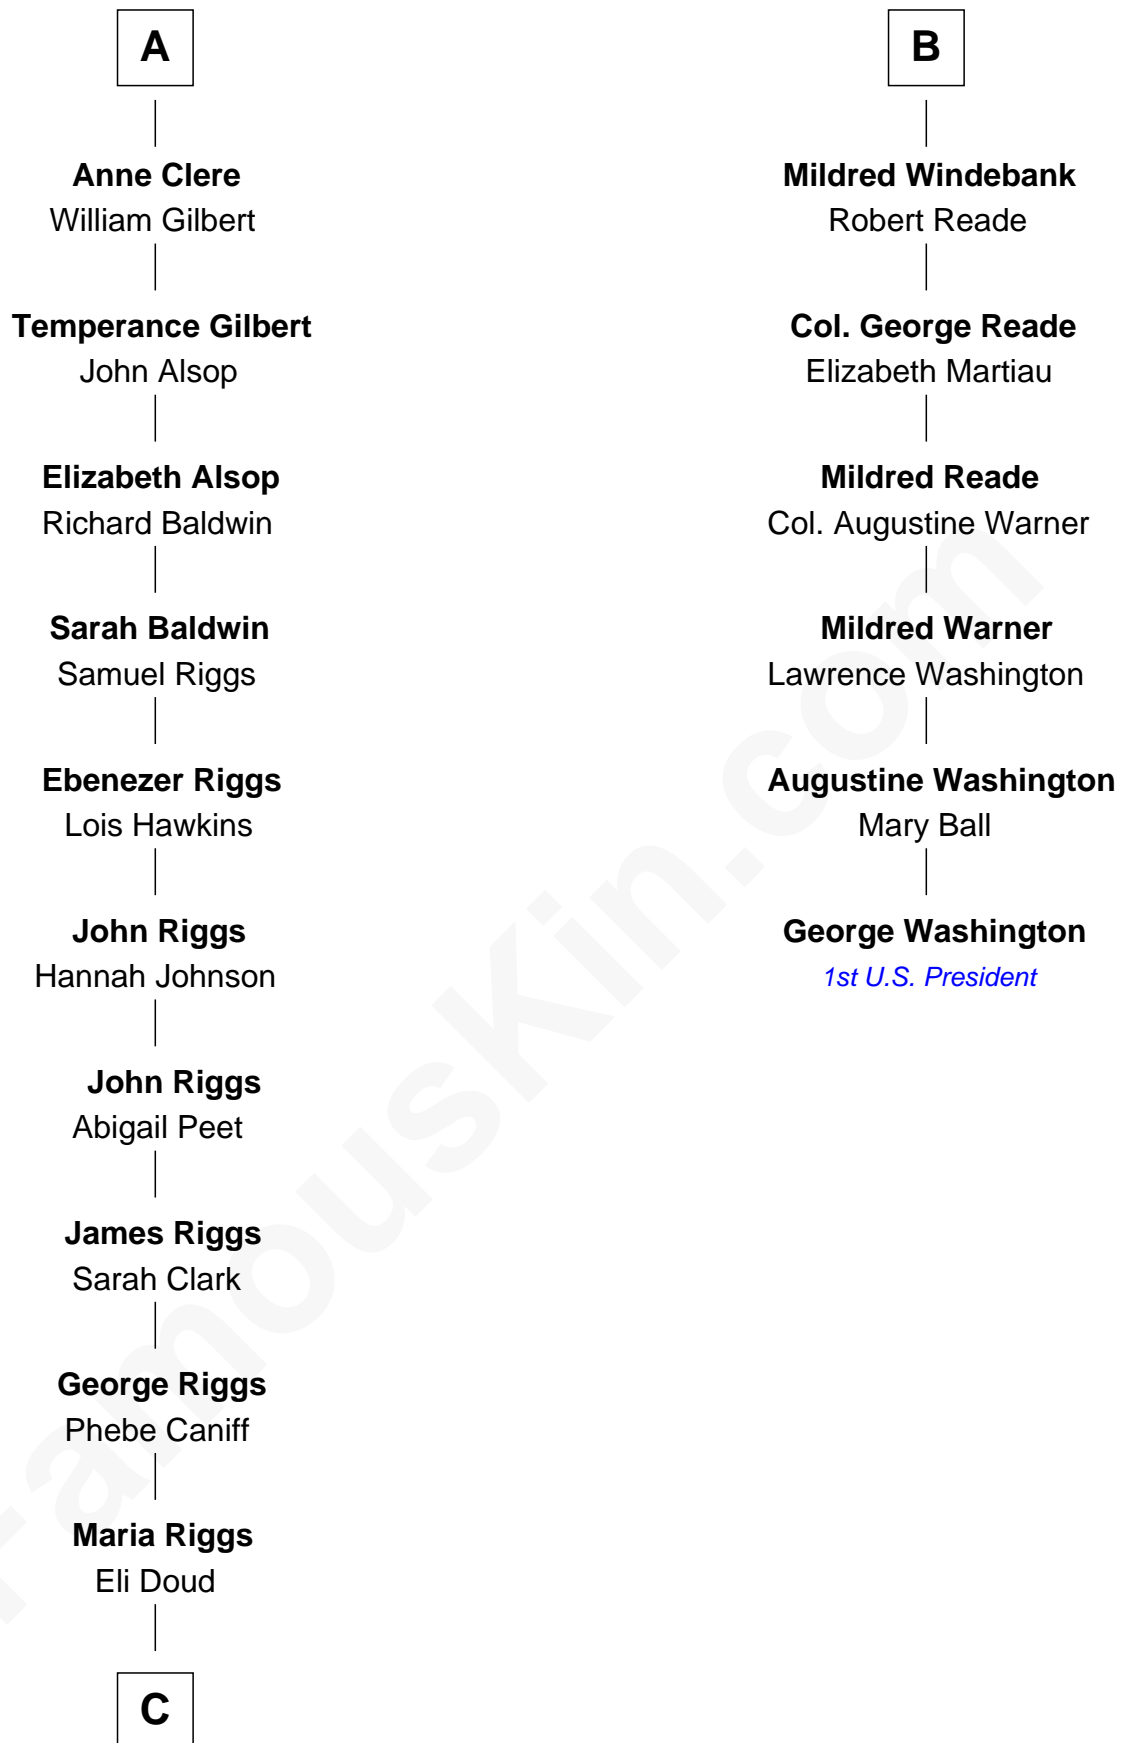 A
Anne Clere
William Gilbert
Temperance Gilbert
John Alsop
Elizabeth Alsop
Richard Baldwin
Sarah Baldwin
Samuel Riggs
Ebenezer Riggs
Lois Hawkins
John Riggs
Hannah Johnson
John Riggs
Abigail Peet
James Riggs
Sarah Clark
George Riggs
Phebe Caniff
Maria Riggs
Eli Doud
C
B
Mildred Windebank
Robert Reade
Col. George Reade
Elizabeth Martiau
Mildred Reade
Col. Augustine Warner
Mildred Warner
Lawrence Washington
Augustine Washington
Mary Ball
George Washington
1st U.S. President
FamousKin.com